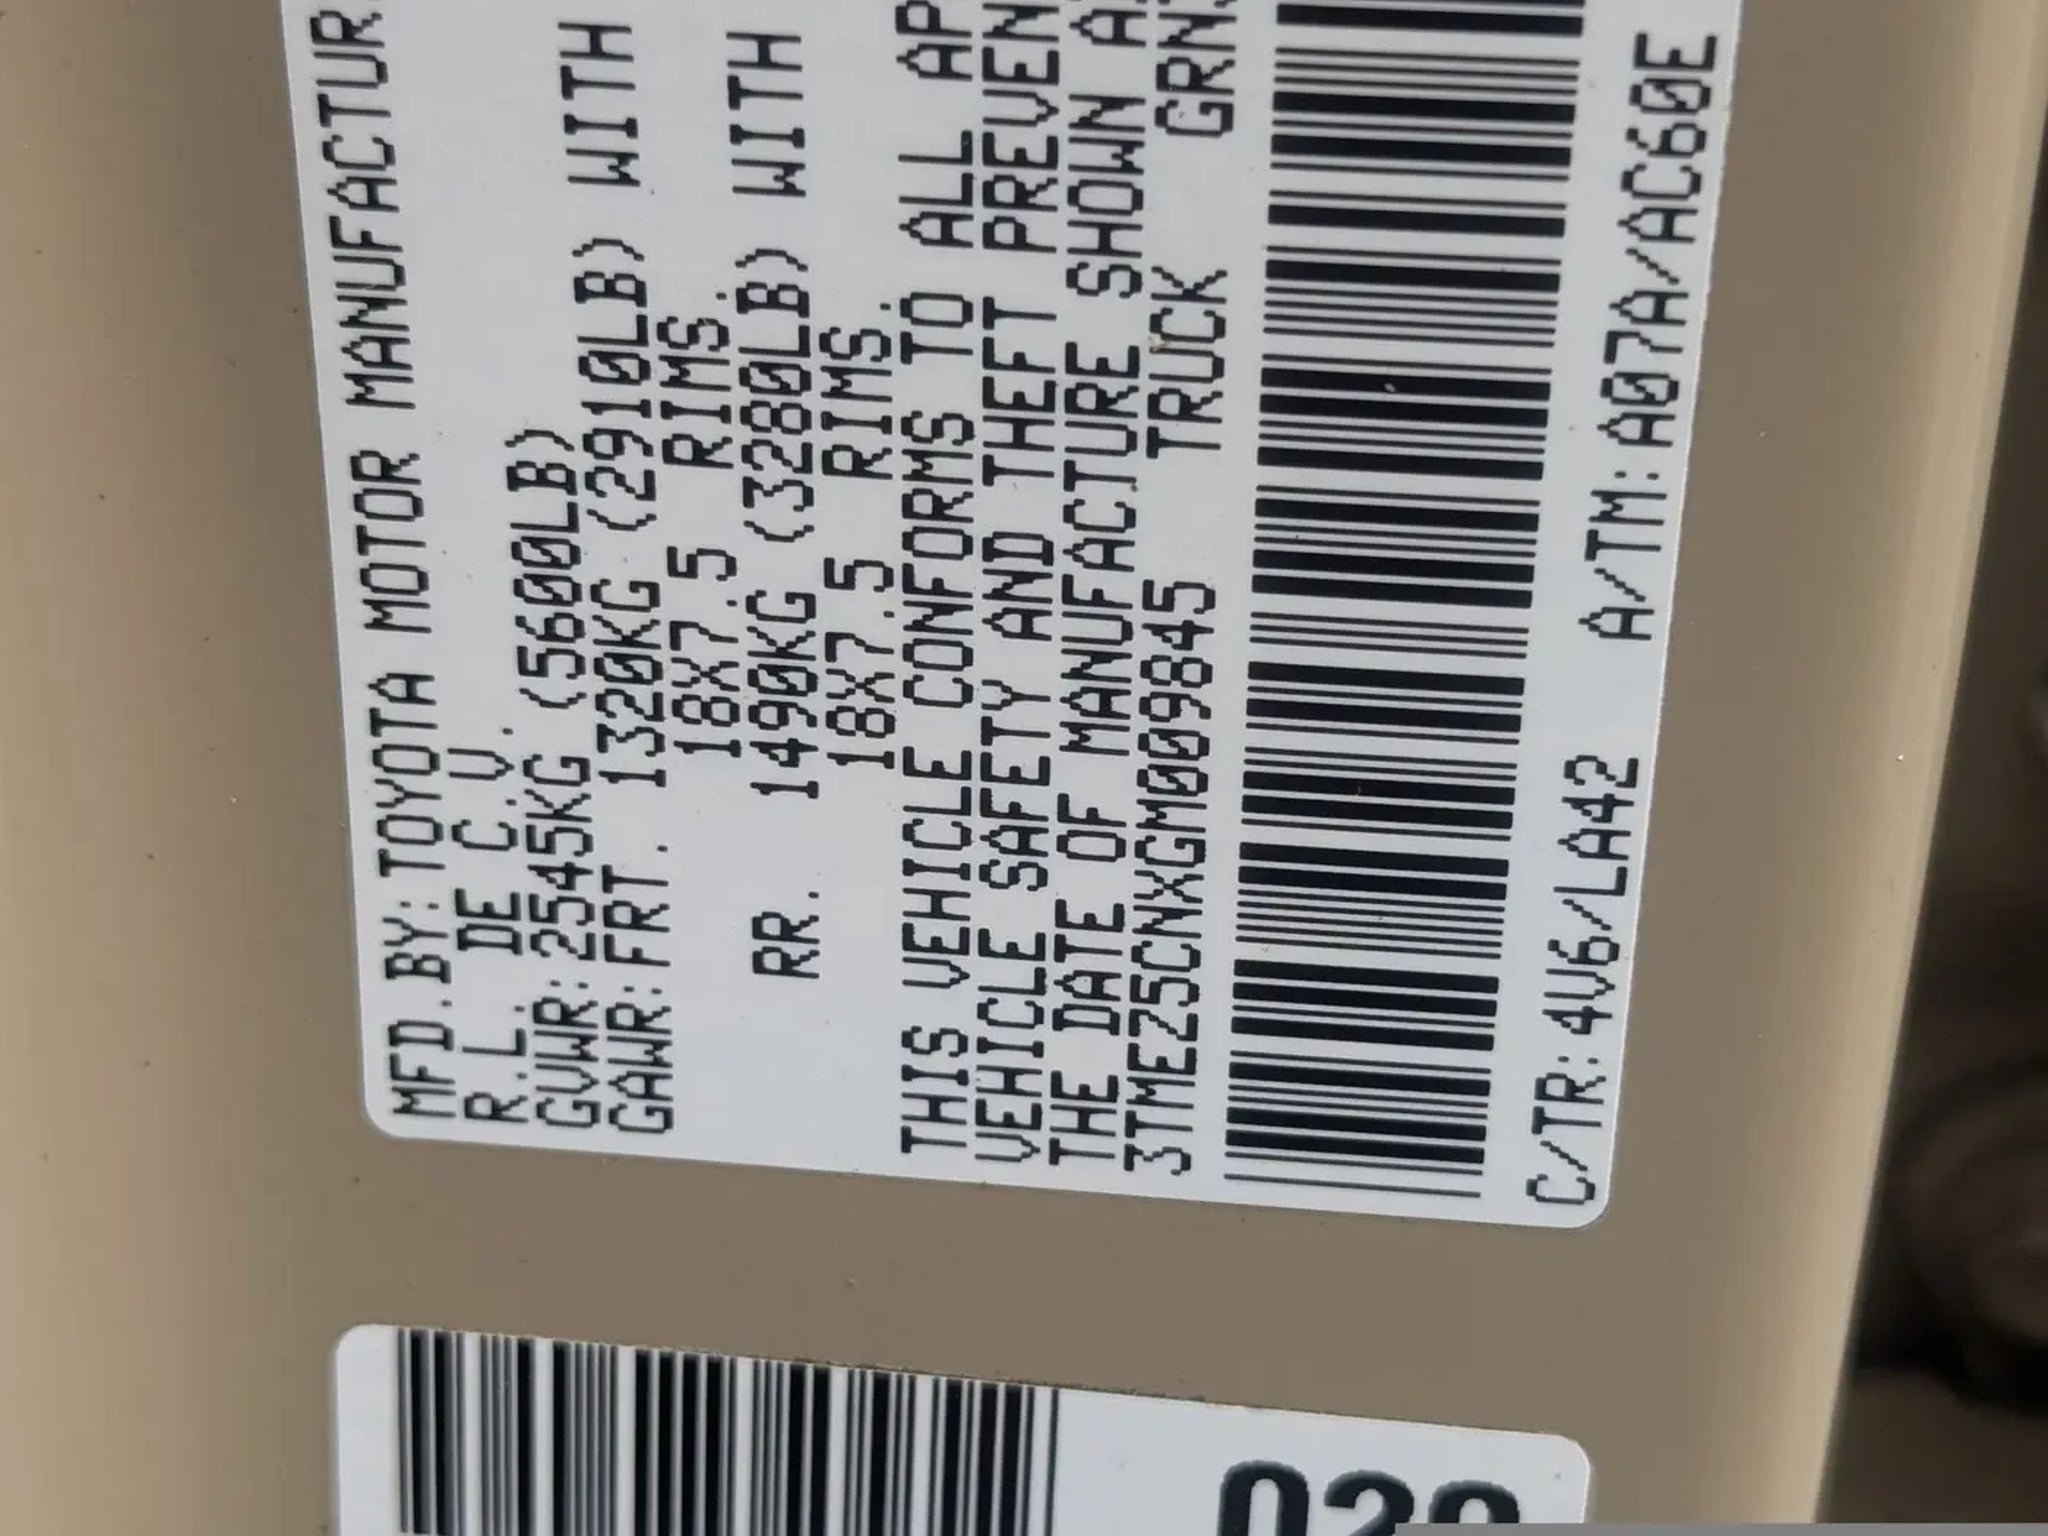 MFD.BY:TOYOTA MOTOR MANUFACTUR
R.L. DE C.V.
GVWR:2545KG (5600LB)
GAWR:FRT. 1320KG (2910LB) WITH
18X7.5 RIMS.
RR. 1490KG (3280LB) WITH
18X7.5 RIMS.
THIS VEHICLE CONFORMS TO ALL AP
VEHICLE SAFETY AND THEFT PREVEN
THE DATE OF MANUFACTURE SHOWN A
3TMEZ5CNXGM009845 TRUCK GRN
C/TR:4V6/LA42 A/TM:A07A/AC60E